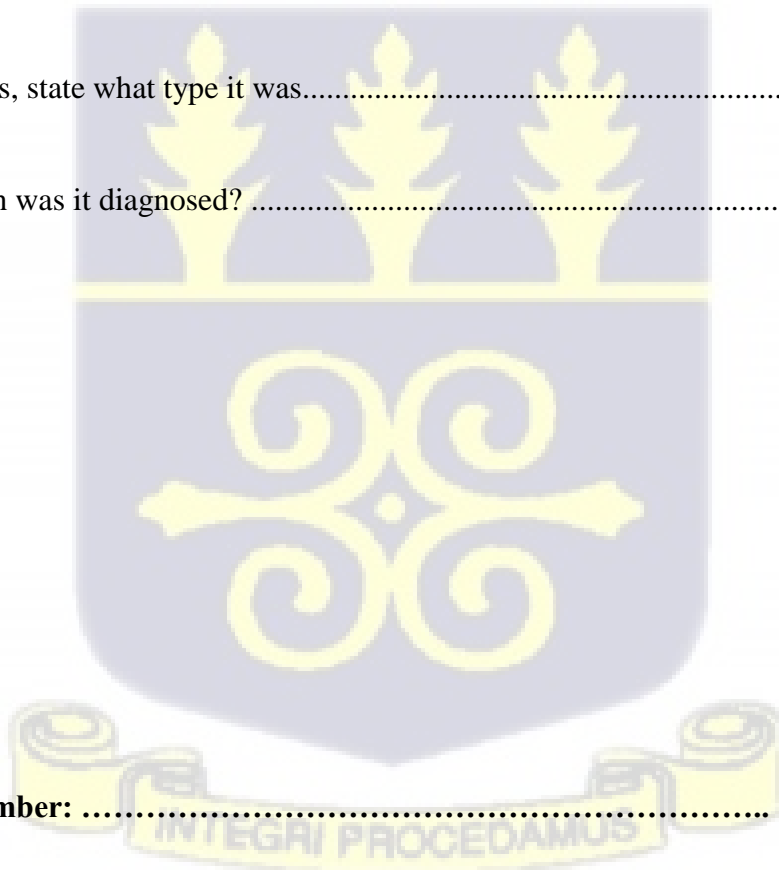 s, state what type it was...............................................................
n was it diagnosed? .....................................................................
mber: ……………………………………………………………...
INTEGRI PROCEDAMUS